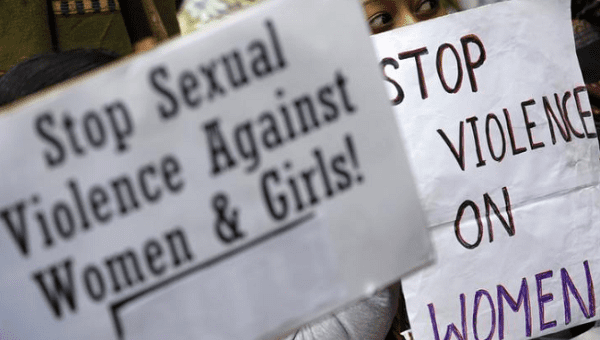 Stop Sexual
Violence Against
Women & Girls!
STOP
VIOLENCE
ON
WOMEN